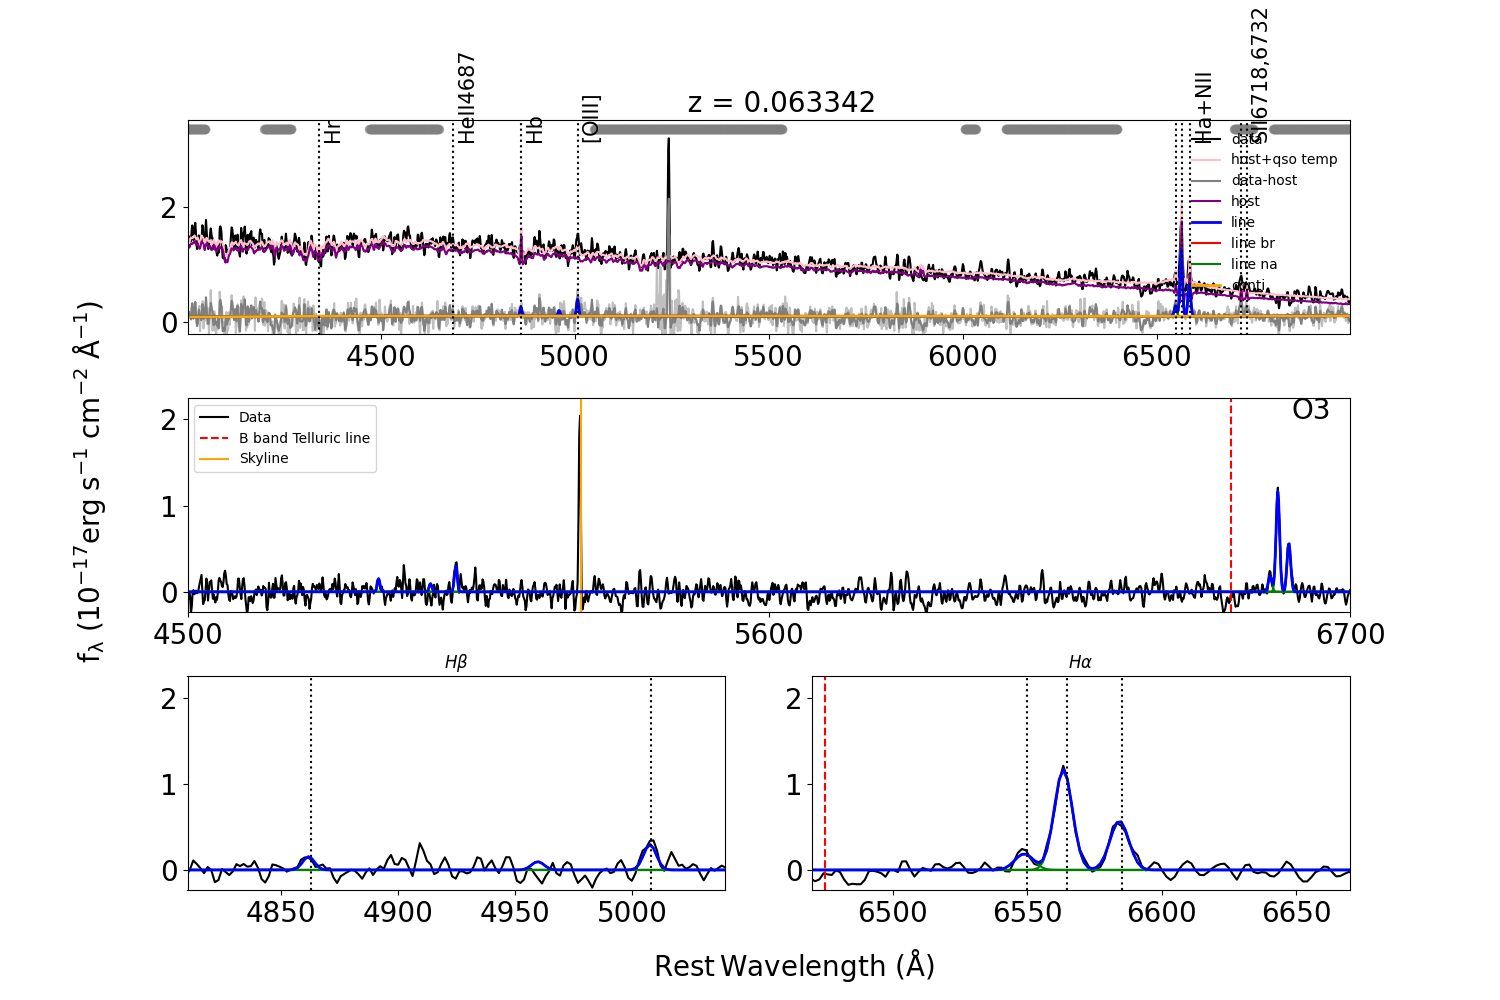 SII6718,6732
HeII4687
Ha+NII
z = 0.063342
Hr
Hb
[OIII]
data
host+qso temp
data-host
host
line
line br
line na
conti
2
0
4500
5000
5500
6000
6500
Data
B band Telluric line
Skyline
O3
2
1
0
4500
5600
6700
fλ (10⁻¹⁷erg s⁻¹ cm⁻² Å⁻¹)
Hβ
2
1
0
4850
4900
4950
5000
Hα
2
1
0
6500
6550
6600
6650
Rest Wavelength (Å)